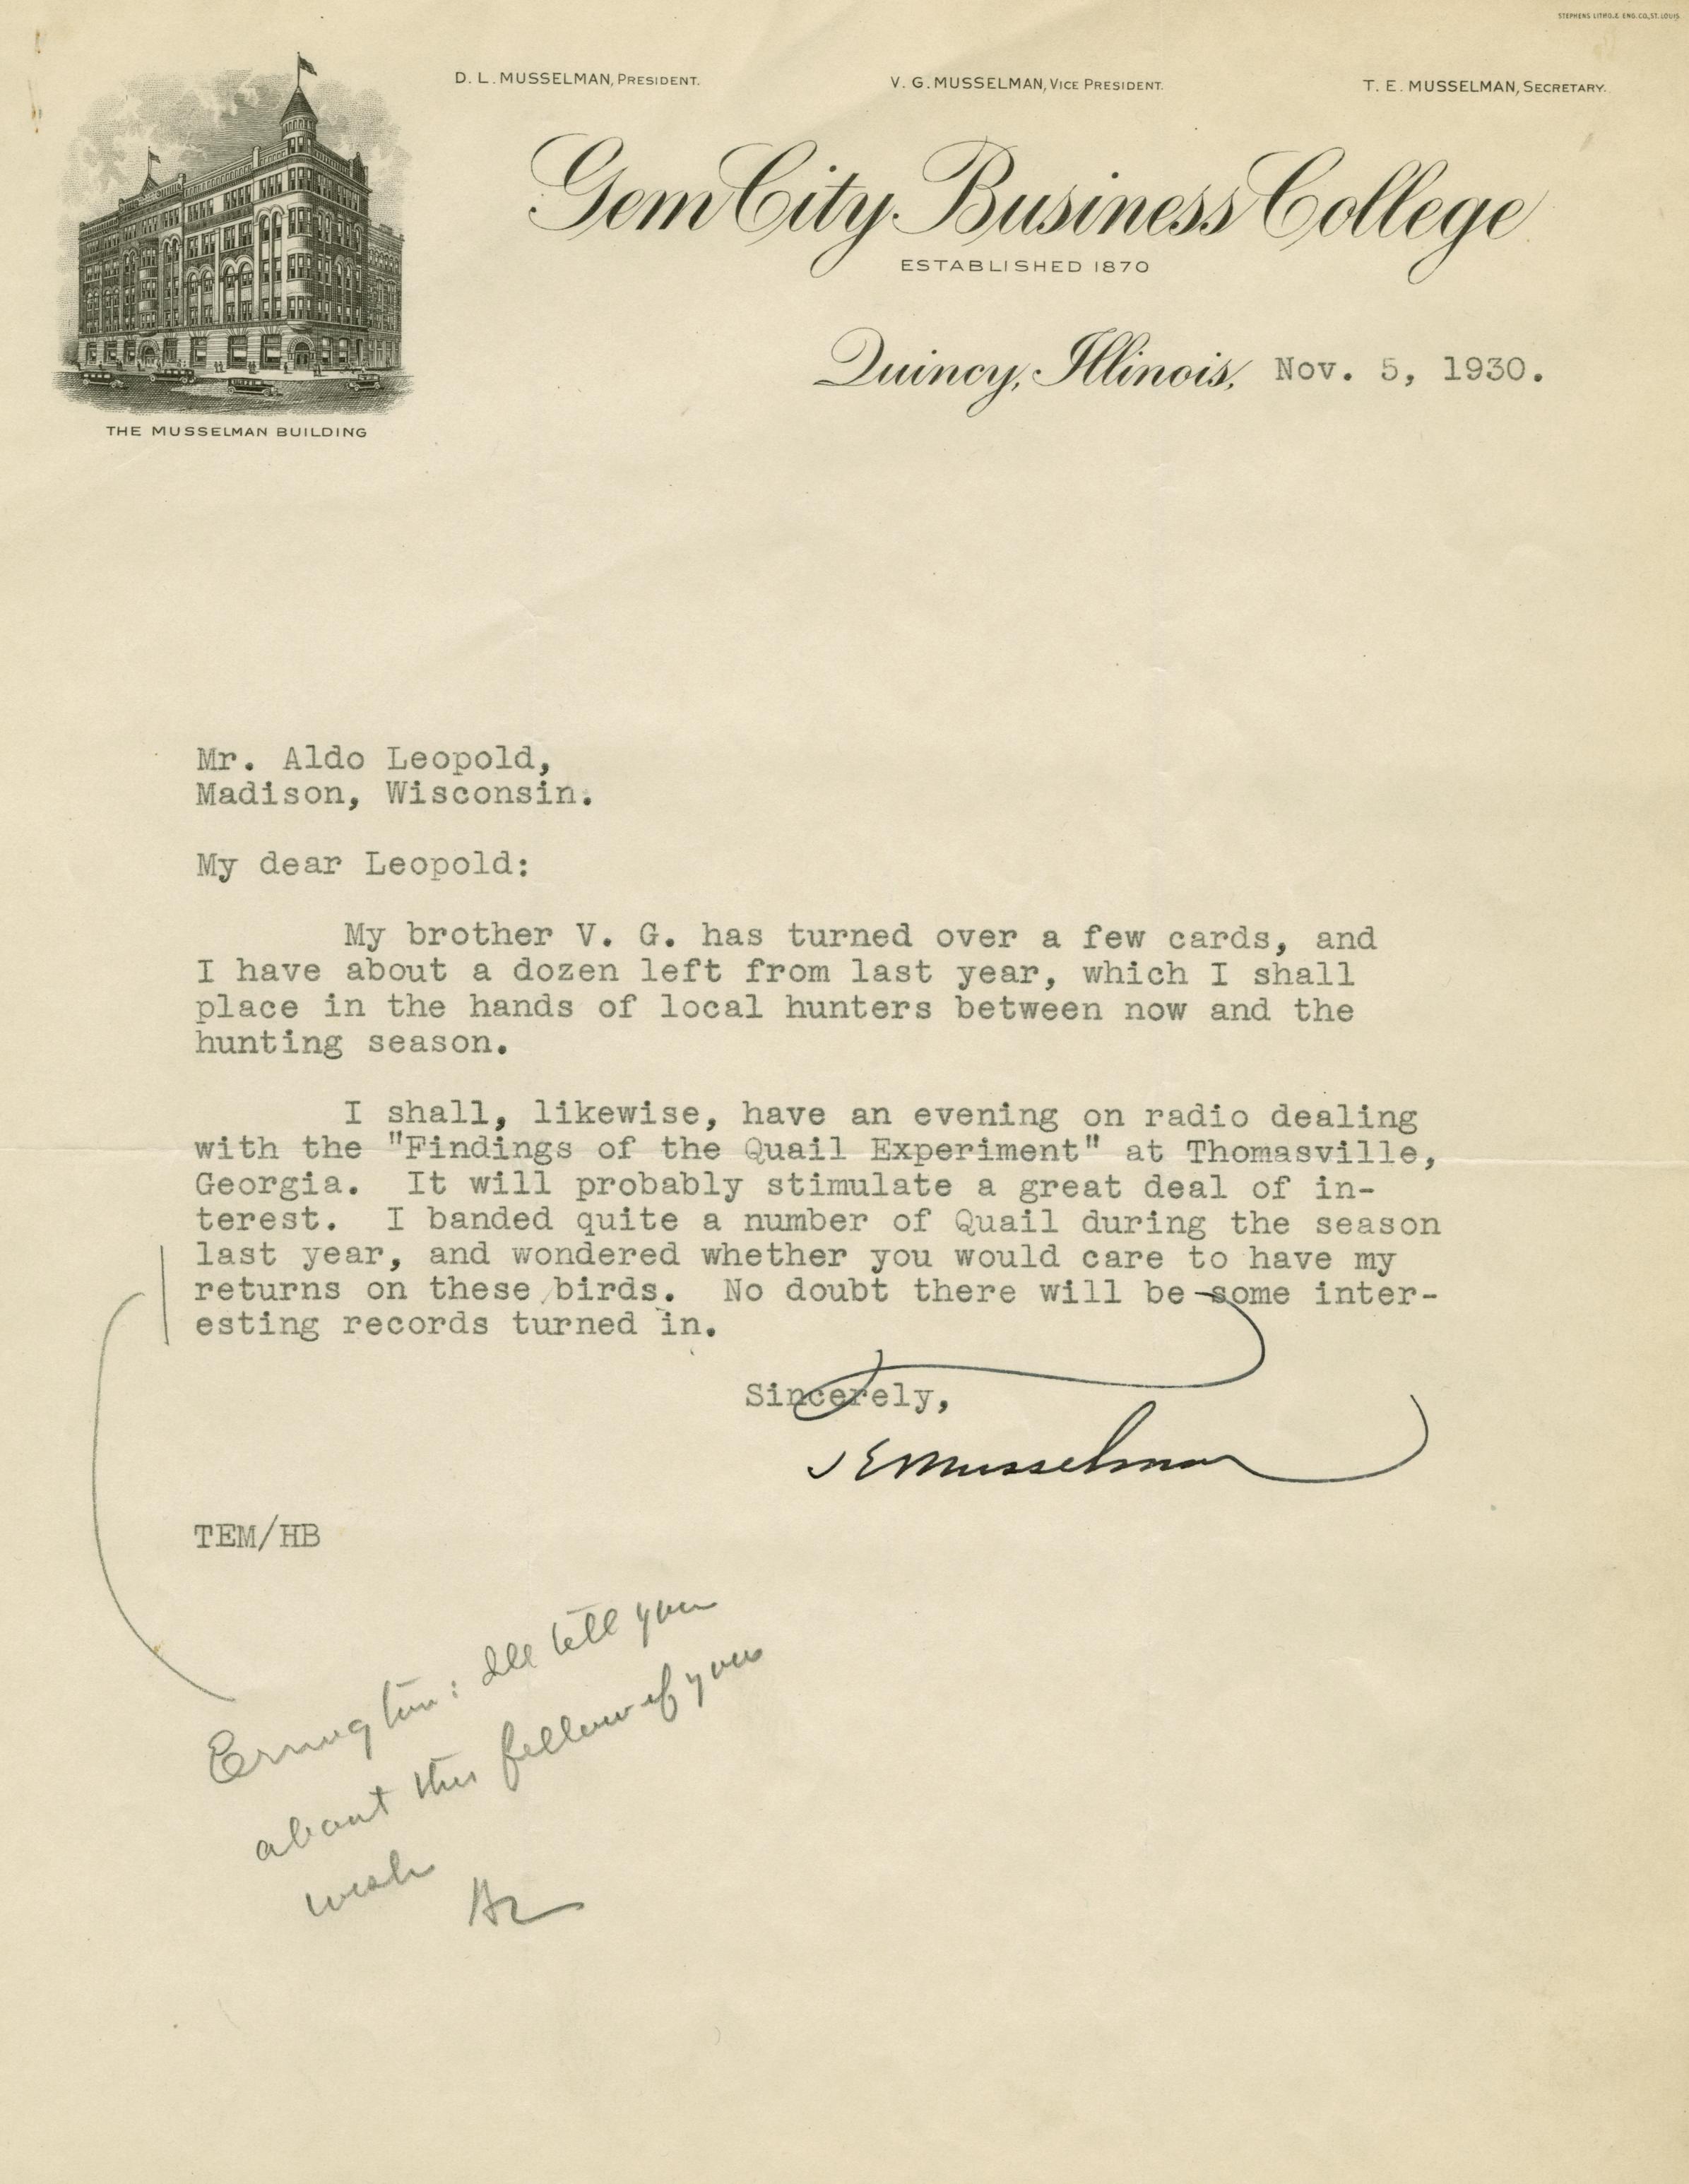 STEPHENS LITHO. & ENG. CO., ST. LOUIS
D. L. MUSSELMAN, PRESIDENT.
V. G. MUSSELMAN, VICE PRESIDENT.
T. E. MUSSELMAN, SECRETARY.
Gem City Business College
ESTABLISHED 1870
Quincy, Illinois, Nov. 5, 1930.
THE MUSSELMAN BUILDING
Mr. Aldo Leopold,
Madison, Wisconsin.
My dear Leopold:
My brother V. G. has turned over a few cards, and
I have about a dozen left from last year, which I shall
place in the hands of local hunters between now and the
hunting season.
I shall, likewise, have an evening on radio dealing
with the "Findings of the Quail Experiment" at Thomasville,
Georgia. It will probably stimulate a great deal of in-
terest. I banded quite a number of Quail during the season
last year, and wondered whether you would care to have my
returns on these birds. No doubt there will be some inter-
esting records turned in.
Sincerely,
T E Musselman
TEM/HB
Errington: Ill tell you
about this fellow if you
wish
AL